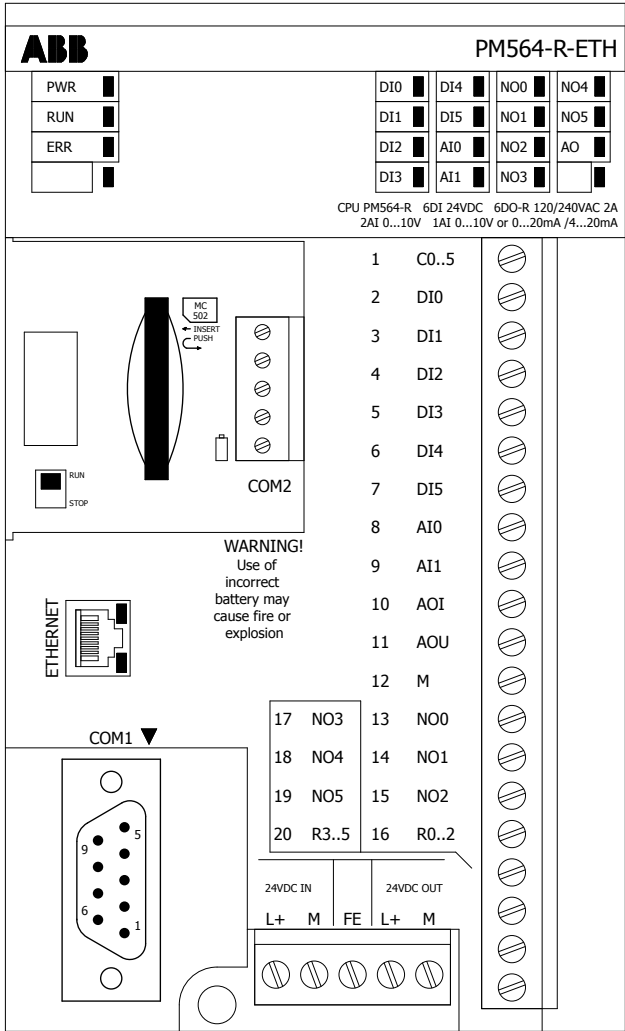 ABB PM564-R-ETH
PWR DI0 DI4 NO0 NO4
RUN DI1 DI5 NO1 NO5
ERR DI2 AI0 NO2 AO
DI3 AI1 NO3
CPU PM564-R 6DI 24VDC 6DO-R 120/240VAC 2A
2AI 0...10V 1AI 0...10V or 0...20mA /4...20mA
MC
502
INSERT
PUSH
RUN
STOP
COM2
WARNING!
Use of
incorrect
battery may
cause fire or
explosion
ETHERNET
1 C0..5
2 DI0
3 DI1
4 DI2
5 DI3
6 DI4
7 DI5
8 AI0
9 AI1
10 AOI
11 AOU
12 M
17 NO3 13 NO0
18 NO4 14 NO1
19 NO5 15 NO2
20 R3..5 16 R0..2
COM1
5
9
6
1
24VDC IN 24VDC OUT
L+ M FE L+ M